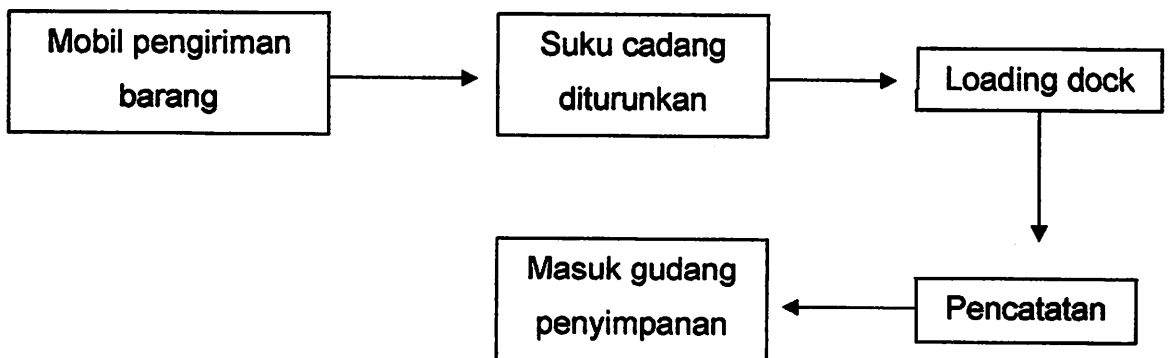 Mobil pengiriman
barang
Suku cadang
diturunkan
Loading dock
Pencatatan
Masuk gudang
penyimpanan